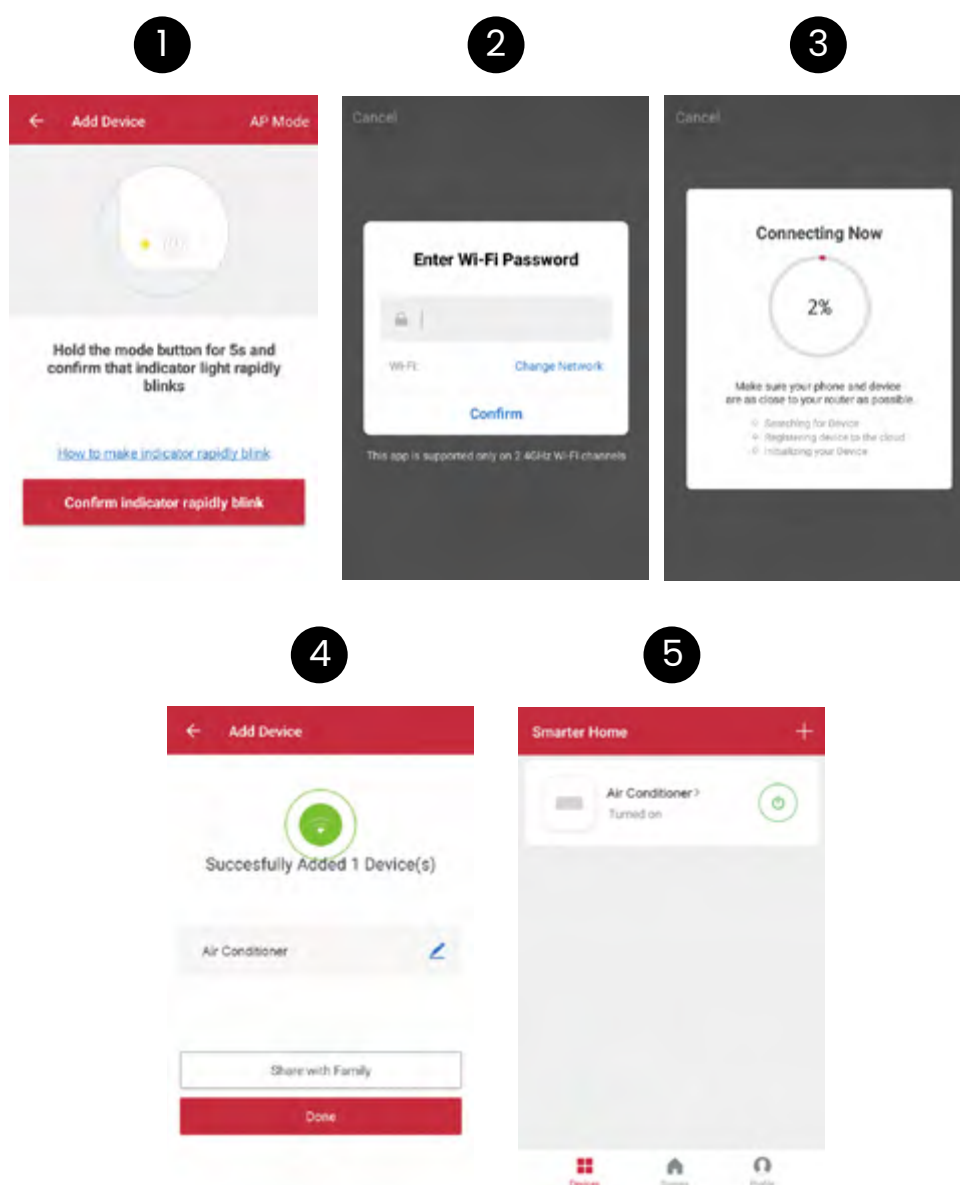 1
2
3
← Add Device AP Mode
Hold the mode button for 5s and
confirm that indicator light rapidly
blinks
How to make indicator rapidly blink
Confirm indicator rapidly blink
Cancel
Enter Wi-Fi Password
Wi-Fi: Change Network
Confirm
This app is supported only on 2.4GHz Wi-Fi channels
Cancel
Connecting Now
2%
Make sure your phone and device
are as close to your router as possible.
Searching for Device
Registering device to the cloud
Initializing your Device
4
5
← Add Device
Succesfully Added 1 Device(s)
Air Conditioner
Share with Family
Done
Smarter Home +
Air Conditioner >
Turned on
Devices Profile